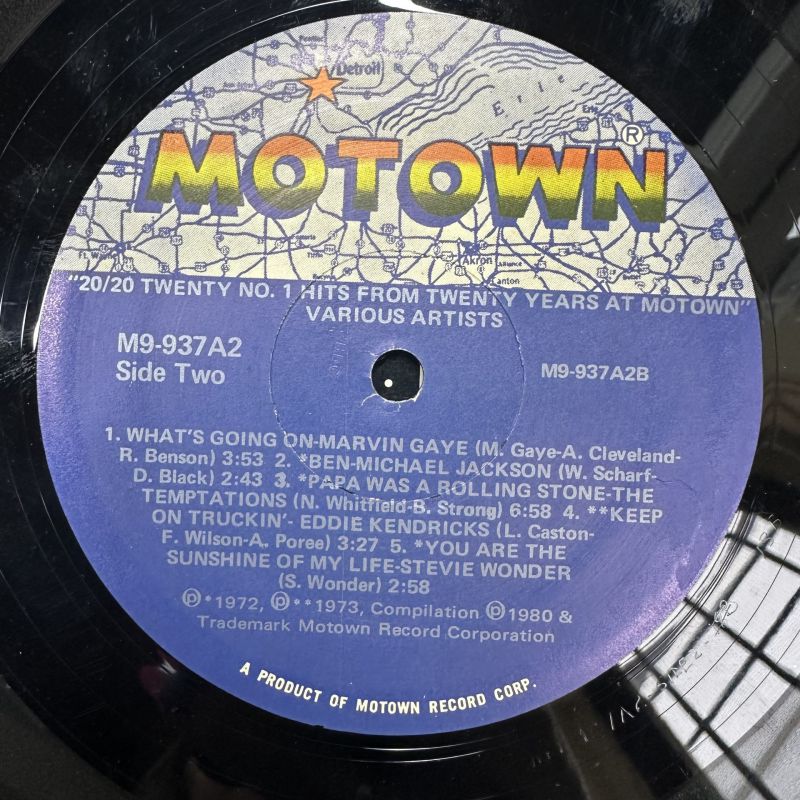 Detroit
Erie
Erie
MOTOWN®
Akron
Alliance
Canton
"20/20 TWENTY NO. 1 HITS FROM TWENTY YEARS AT MOTOWN"
VARIOUS ARTISTS
M9-937A2
Side Two
M9-937A2B
1. WHAT'S GOING ON-MARVIN GAYE (M. Gaye-A. Cleveland-
R. Benson) 3:53 2. *BEN-MICHAEL JACKSON (W. Scharf-
D. Black) 2:43 3. *PAPA WAS A ROLLING STONE-THE
TEMPTATIONS (N. Whitfield-B. Strong) 6:58 4. **KEEP
ON TRUCKIN'- EDDIE KENDRICKS (L. Caston-
F. Wilson-A. Poree) 3:27 5. *YOU ARE THE
SUNSHINE OF MY LIFE-STEVIE WONDER
(S. Wonder) 2:58
℗*1972, ℗**1973, Compilation ℗1980 &
Trademark Motown Record Corporation
A PRODUCT OF MOTOWN RECORD CORP.